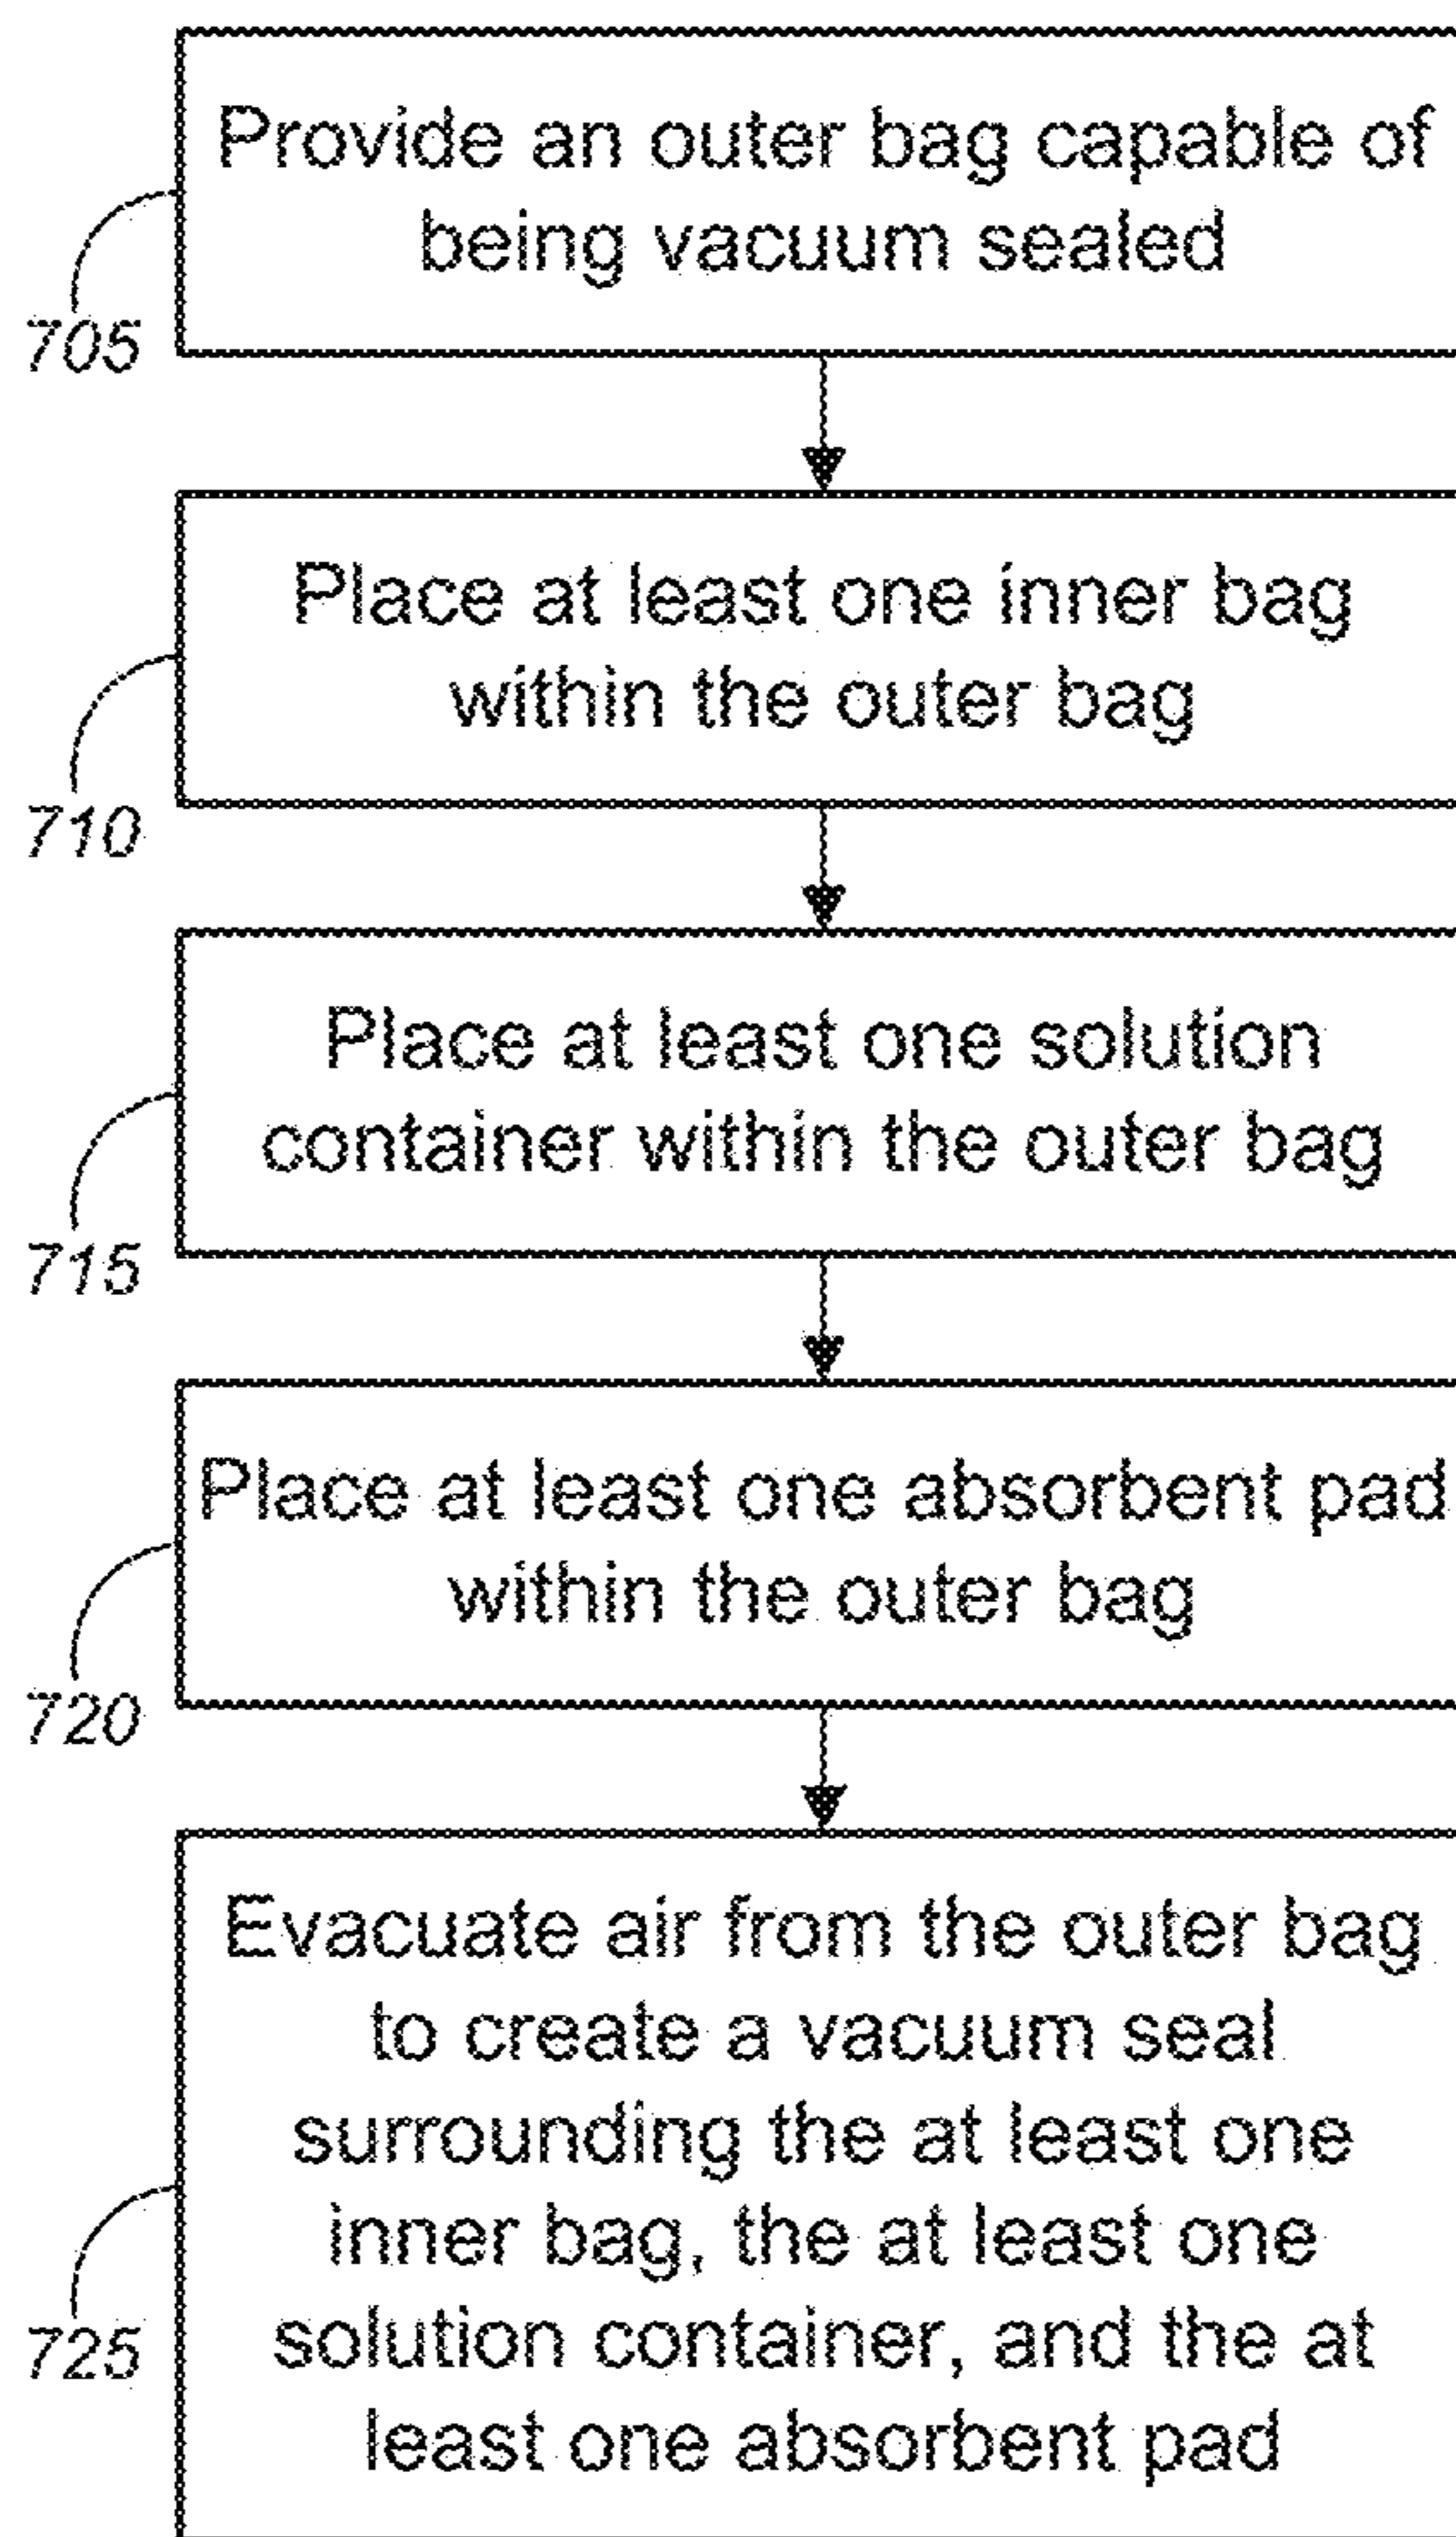 Provide an outer bag capable of
being vacuum sealed
705
Place at least one inner bag
within the outer bag
710
Place at least one solution
container within the outer bag
715
Place at least one absorbent pad
within the outer bag
720
Evacuate air from the outer bag
to create a vacuum seal
surrounding the at least one
inner bag, the at least one
solution container, and the at
least one absorbent pad
725